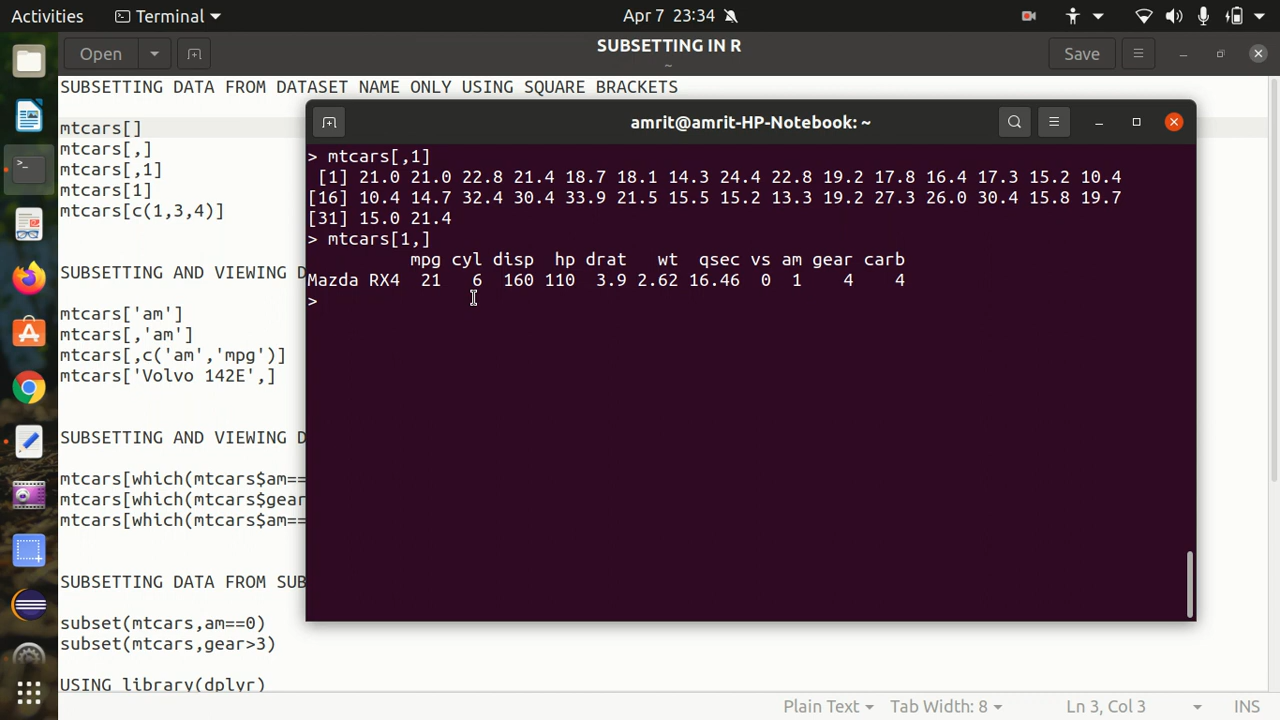 Activities
Terminal
Apr 7 23:34
Open
SUBSETTING IN R
~
Save
SUBSETTING DATA FROM DATASET NAME ONLY USING SQUARE BRACKETS
mtcars[]
mtcars[,]
mtcars[,1]
mtcars[1]
mtcars[c(1,3,4)]
SUBSETTING AND VIEWING D
mtcars['am']
mtcars[,'am']
mtcars[,c('am','mpg')]
mtcars['Volvo 142E',]
SUBSETTING AND VIEWING D
mtcars[which(mtcars$am==
mtcars[which(mtcars$gear
mtcars[which(mtcars$am==
SUBSETTING DATA FROM SUB
subset(mtcars,am==0)
subset(mtcars,gear>3)
USING library(dplyr)
amrit@amrit-HP-Notebook: ~
> mtcars[,1]
[1] 21.0 21.0 22.8 21.4 18.7 18.1 14.3 24.4 22.8 19.2 17.8 16.4 17.3 15.2 10.4
[16] 10.4 14.7 32.4 30.4 33.9 21.5 15.5 15.2 13.3 19.2 27.3 26.0 30.4 15.8 19.7
[31] 15.0 21.4
> mtcars[1,]
mpg cyl disp hp drat wt qsec vs am gear carb
Mazda RX4 21 6 160 110 3.9 2.62 16.46 0 1 4 4
>
Plain Text
Tab Width: 8
Ln 3, Col 3
INS